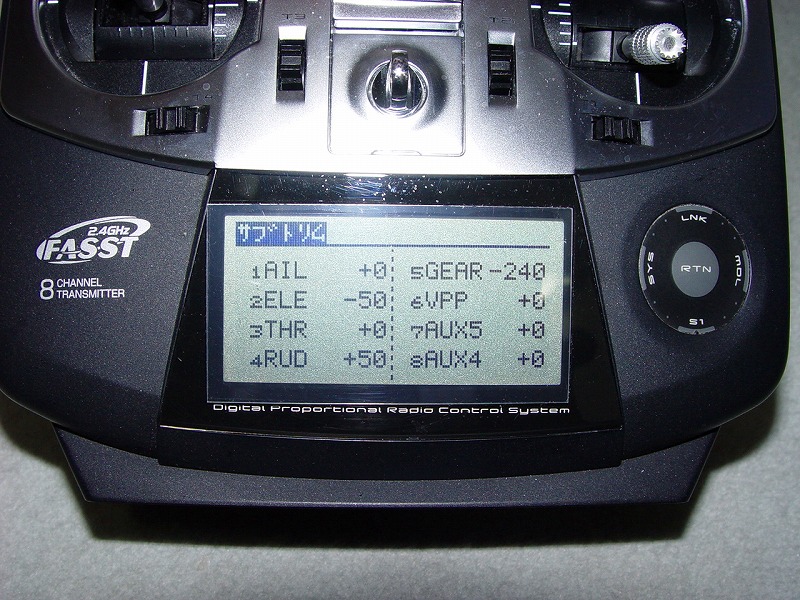 T3
2.4GHz
FASST
8 CHANNEL
TRANSMITTER
サブトリム
1AIL +0 5GEAR -240
2ELE -50 6VPP +0
3THR +0 7AUX5 +0
4RUD +50 8AUX4 +0
Digital Proportional Radio Control System
LNK
SYS
RTN
MDL
S1